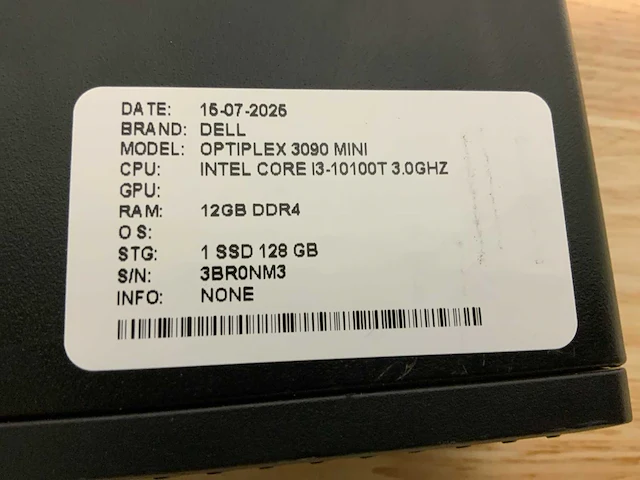 DATE: 15-07-2025
BRAND: DELL
MODEL: OPTIPLEX 3090 MINI
CPU: INTEL CORE I3-10100T 3.0GHZ
GPU:
RAM: 12GB DDR4
O S:
STG: 1 SSD 128 GB
S/N: 3BR0NM3
INFO: NONE